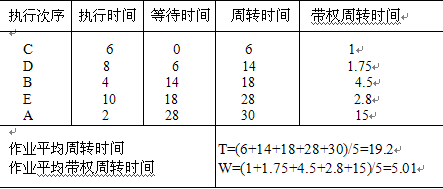 执行次序 执行时间 等待时间 周转时间 带权周转时间
C 6 0 6 1
D 8 6 14 1.75
B 4 14 18 4.5
E 10 18 28 2.8
A 2 28 30 15
作业平均周转时间 T=(6+14+18+28+30)/5=19.2
作业平均带权周转时间 W=(1+1.75+4.5+2.8+15)/5=5.01